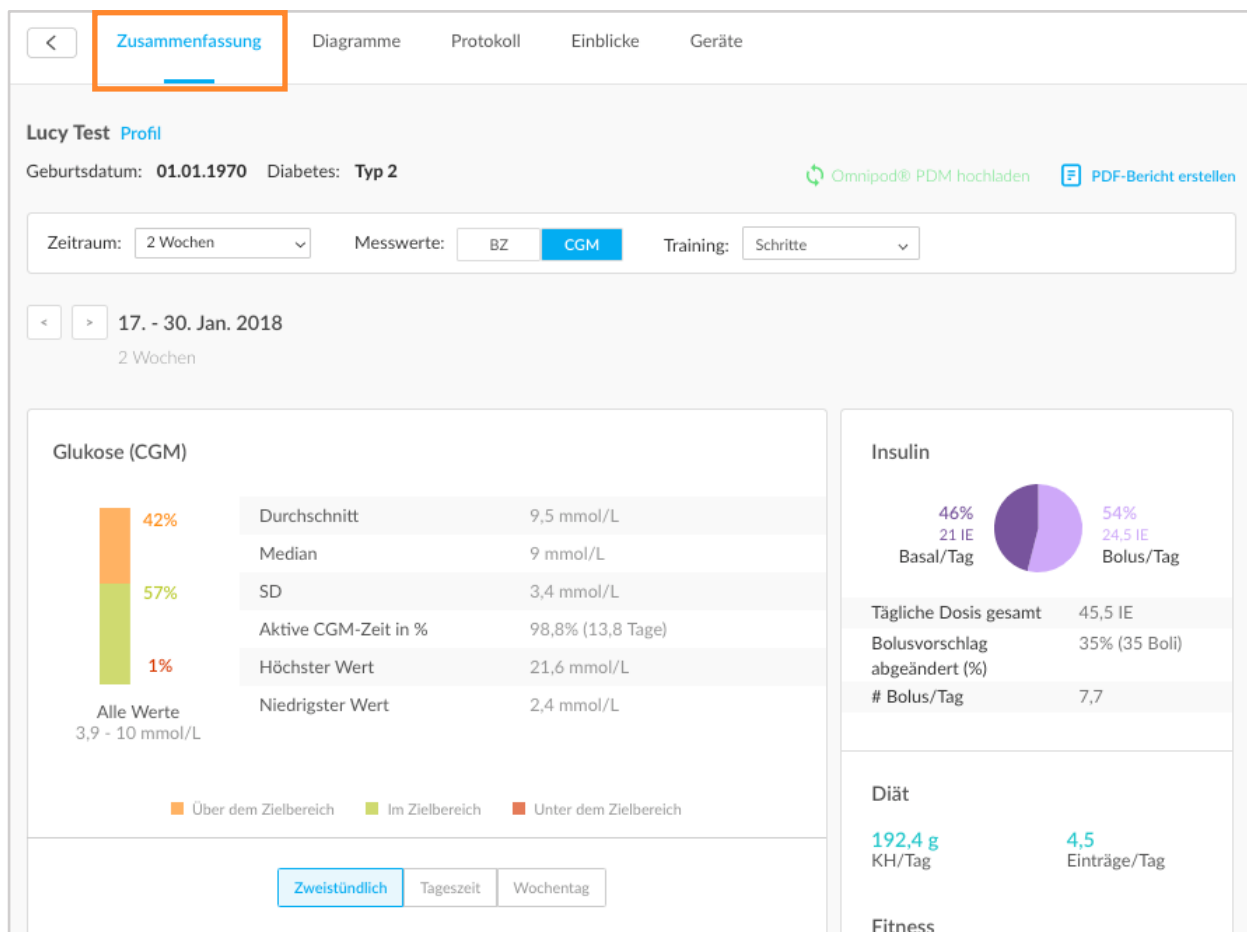 < Zusammenfassung Diagramme Protokoll Einblicke Geräte
Lucy Test Profil
Geburtsdatum: 01.01.1970 Diabetes: Typ 2
Omnipod® PDM hochladen PDF-Bericht erstellen
Zeitraum: 2 Wochen Messwerte: BZ CGM Training: Schritte
< > 17. - 30. Jan. 2018
2 Wochen
Glukose (CGM)
42%
57%
1%
Alle Werte
3,9 - 10 mmol/L
Durchschnitt 9,5 mmol/L
Median 9 mmol/L
SD 3,4 mmol/L
Aktive CGM-Zeit in % 98,8% (13,8 Tage)
Höchster Wert 21,6 mmol/L
Niedrigster Wert 2,4 mmol/L
Über dem Zielbereich Im Zielbereich Unter dem Zielbereich
Zweistündlich Tageszeit Wochentag
Insulin
46%
21 IE
Basal/Tag
54%
24,5 IE
Bolus/Tag
Tägliche Dosis gesamt 45,5 IE
Bolusvorschlag 35% (35 Boli)
abgeändert (%)
# Bolus/Tag 7,7
Diät
192,4 g 4,5
KH/Tag Einträge/Tag
Fitness